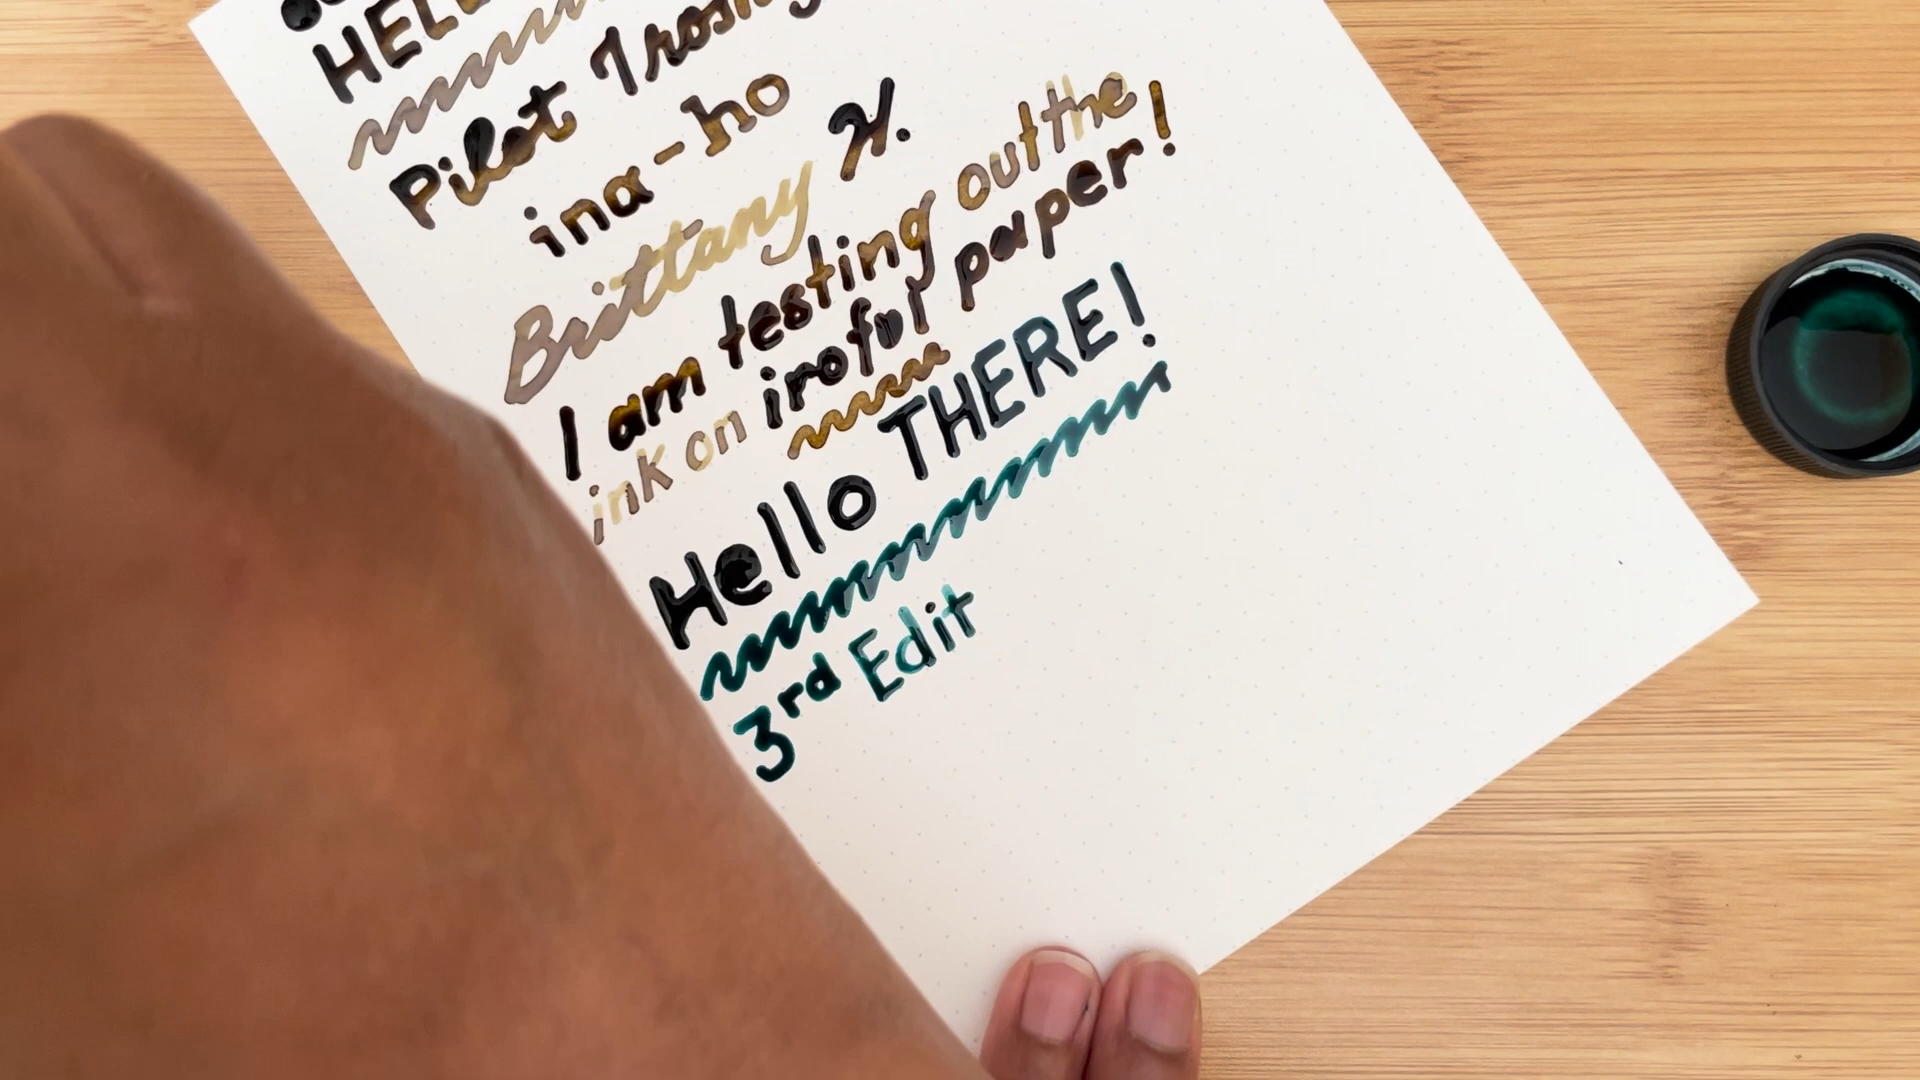 Pilot Iroshizuku
ina-ho
Brittany H.
I am testing out the
ink on iroful paper!
Hello THERE!
3rd Edit